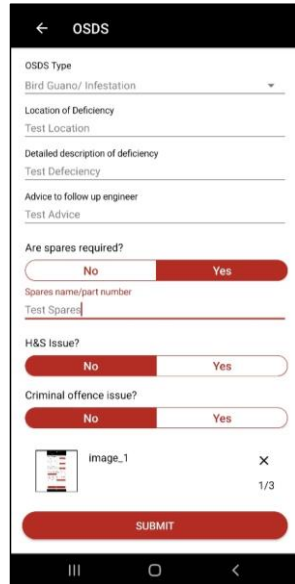 OSDS
OSDS Type
Bird Guano/ Infestation
Location of Deficiency
Test Location
Detailed description of deficiency
Test Defeciency
Advice to follow up engineer
Test Advice
Are spares required?
No Yes
Spares name/part number
Test Spares
H&S Issue?
No Yes
Criminal offence issue?
No Yes
image_1
1/3
SUBMIT